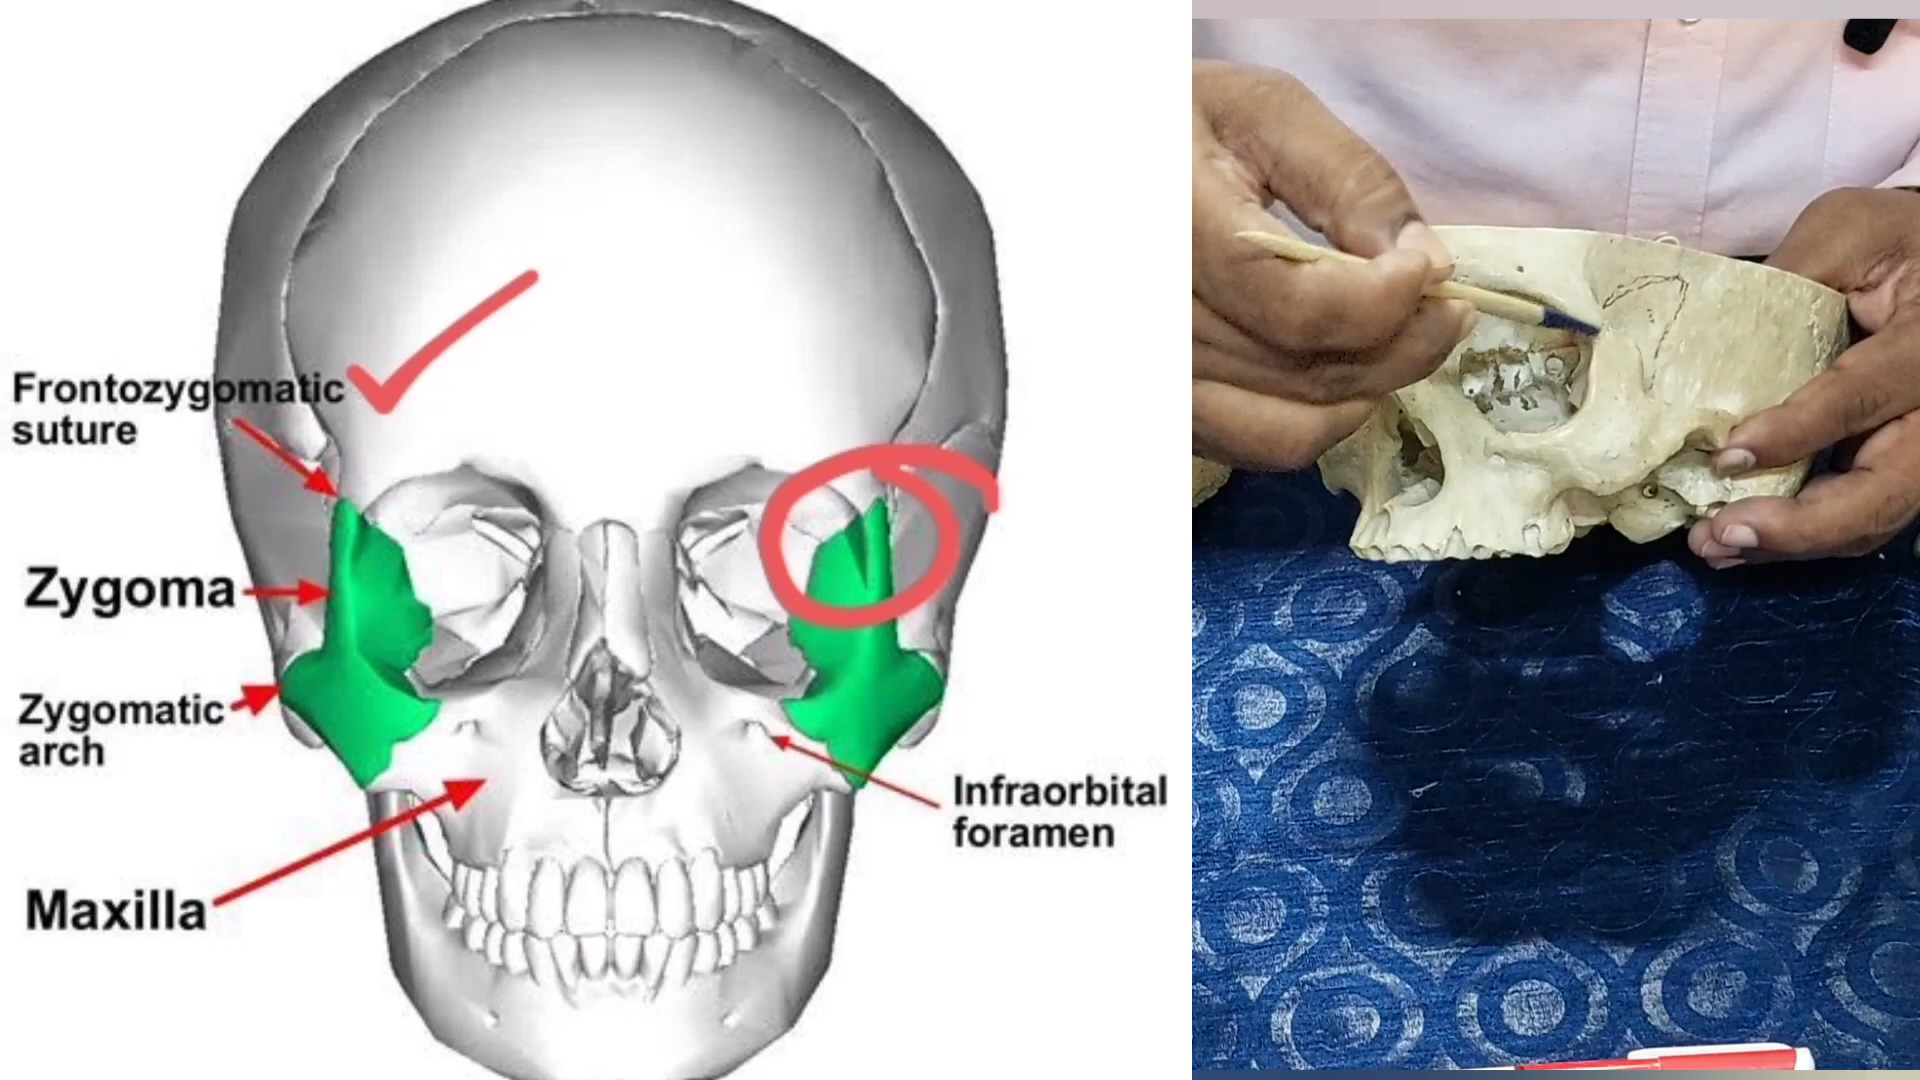 Frontozygomatic
suture
Zygoma
Zygomatic
arch
Maxilla
Infraorbital
foramen